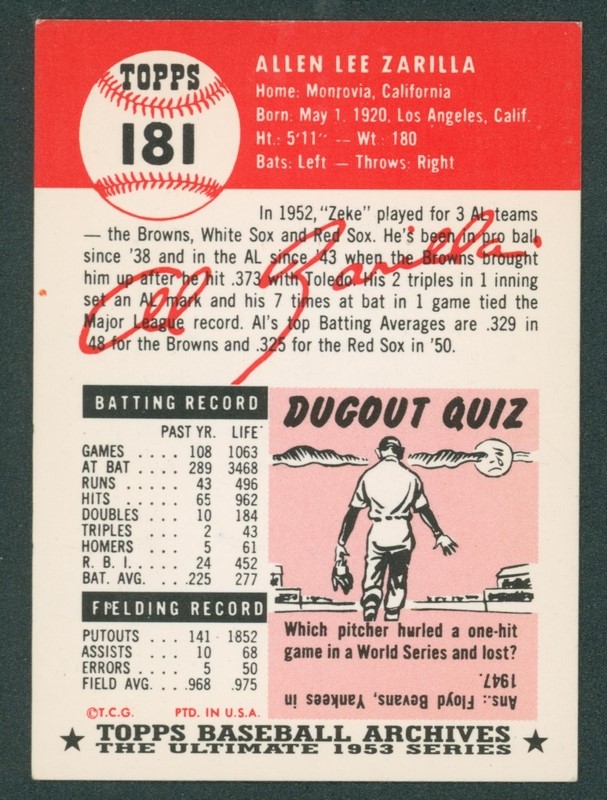 TOPPS
181
ALLEN LEE ZARILLA
Home: Monrovia, California
Born: May 1, 1920, Los Angeles, Calif.
Ht.: 5'11" -- Wt.: 180
Bats: Left — Throws: Right
In 1952, "Zeke" played for 3 AL teams
— the Browns, White Sox and Red Sox. He's been in pro ball
since '38 and in the AL since '43 when the Browns brought
him up after he hit .373 with Toledo. His 2 triples in 1 inning
set an AL mark and his 7 times at bat in 1 game tied the
Major League record. Al's top Batting Averages are .329 in
'48 for the Browns and .325 for the Red Sox in '50.
Al Zarilla
BATTING RECORD
PAST YR. LIFE
GAMES .... 108 1063
AT BAT .... 289 3468
RUNS .... 43 496
HITS .... 65 962
DOUBLES ... 10 184
TRIPLES ... 2 43
HOMERS ... 5 61
R. B. I. .... 24 452
BAT. AVG. ... .225 277
FIELDING RECORD
PUTOUTS ... 141 1852
ASSISTS ... 10 68
ERRORS ... 5 50
FIELD AVG. ... .968 .975
©T.C.G. PTD. IN U.S.A.
DUGOUT QUIZ
Which pitcher hurled a one-hit
game in a World Series and lost?
Ans.: Floyd Bevans, Yankees in
1947.
★ TOPPS BASEBALL ARCHIVES ★
THE ULTIMATE 1953 SERIES